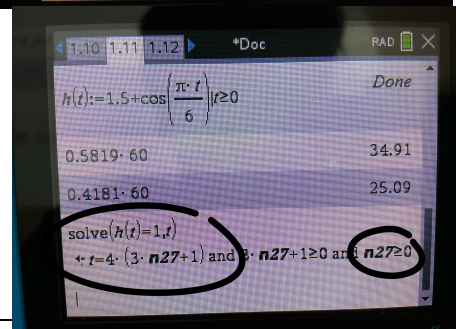 1.10 1.11 1.12 *Doc RAD
h(t):=1.5+cos(π·t/6)|t≥0 Done
0.5819·60 34.91
0.4181·60 25.09
solve(h(t)=1,t)
t=4·(3·n27+1) and 3·n27+1≥0 and n27≥0